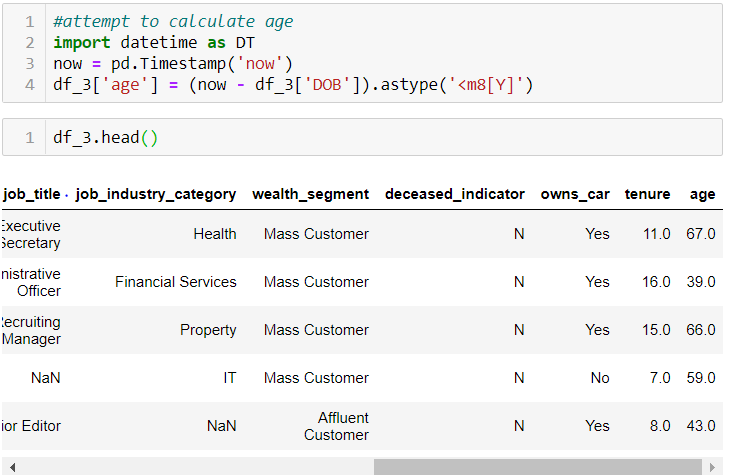 1 #attempt to calculate age
2 import datetime as DT
3 now = pd.Timestamp('now')
4 df_3['age'] = (now - df_3['DOB']).astype('<m8[Y]')
1 df_3.head()
job_title job_industry_category wealth_segment deceased_indicator owns_car tenure age
Executive
Secretary Health Mass Customer N Yes 11.0 67.0
nistrative
Officer Financial Services Mass Customer N Yes 16.0 39.0
Recruiting
Manager Property Mass Customer N Yes 15.0 66.0
NaN IT Mass Customer N No 7.0 59.0
ior Editor NaN Affluent
Customer N Yes 8.0 43.0